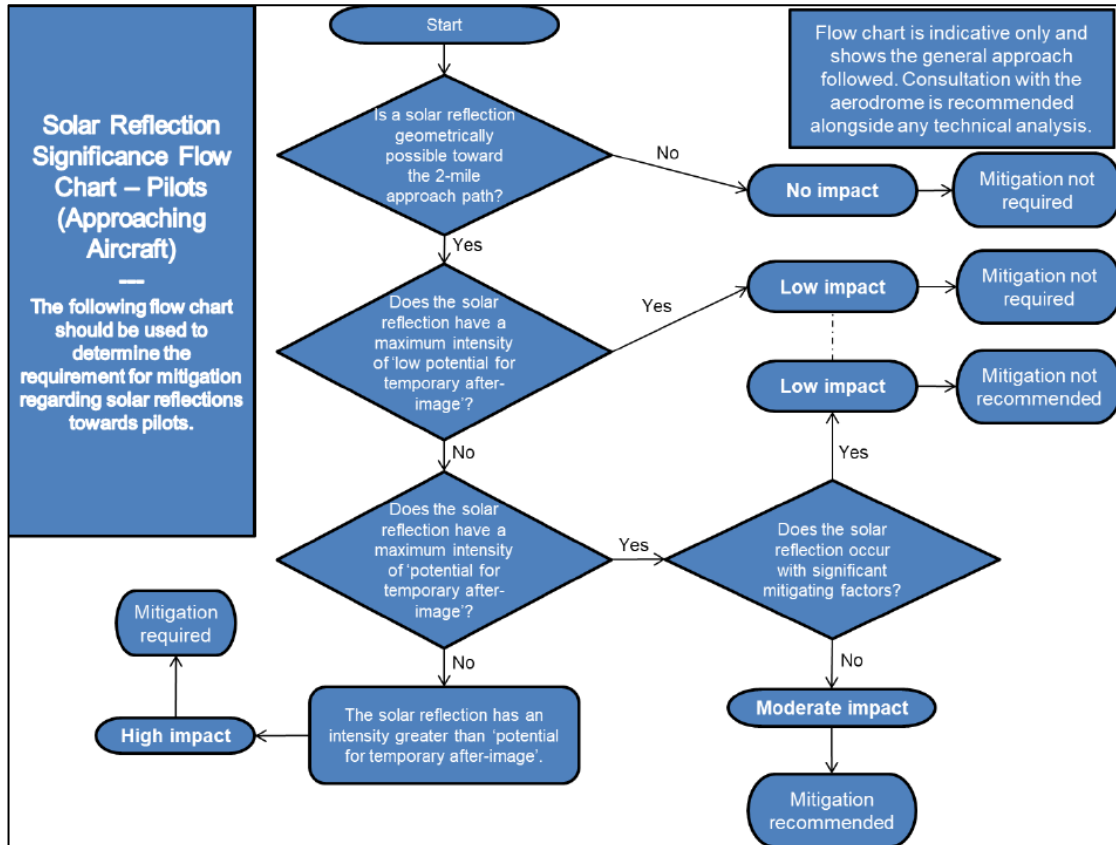 Start
Flow chart is indicative only and
shows the general approach
followed. Consultation with the
aerodrome is recommended
alongside any technical analysis.
Solar Reflection
Significance Flow
Chart – Pilots
(Approaching
Aircraft)
---
The following flow chart
should be used to
determine the
requirement for mitigation
regarding solar reflections
towards pilots.
Is a solar reflection
geometrically
possible toward
the 2-mile
approach path?
No
No impact
Mitigation not
required
Yes
Does the solar
reflection have a
maximum intensity
of ‘low potential for
temporary after-
image’?
Yes
Low impact
Mitigation not
required
Low impact
Mitigation not
recommended
No
Yes
Does the solar
reflection have a
maximum intensity
of ‘potential for
temporary after-
image’?
Yes
Does the solar
reflection occur
with significant
mitigating factors?
Mitigation
required
No
No
The solar reflection has an
intensity greater than ‘potential
for temporary after-image’.
High impact
Moderate impact
Mitigation
recommended